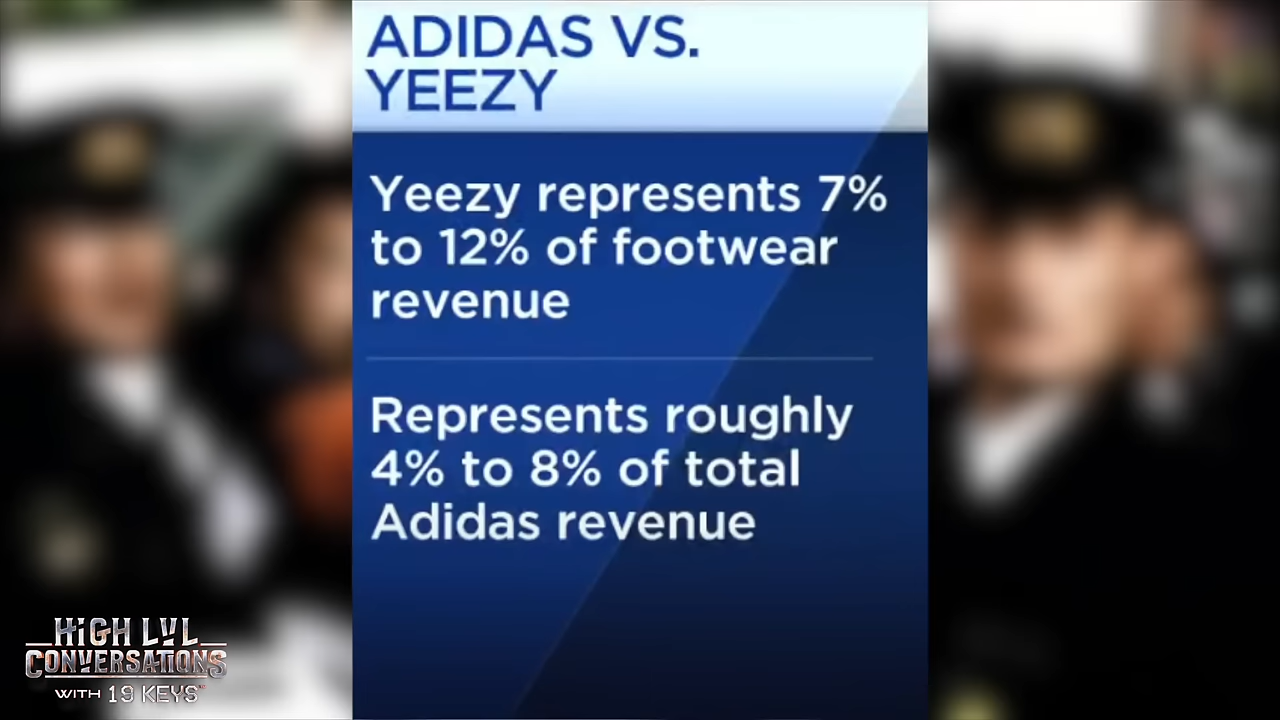 ADIDAS VS.
YEEZY
Yeezy represents 7%
to 12% of footwear
revenue
Represents roughly
4% to 8% of total
Adidas revenue
HiGH LVL
CONVERSATIONS
WITH 19 KEYS